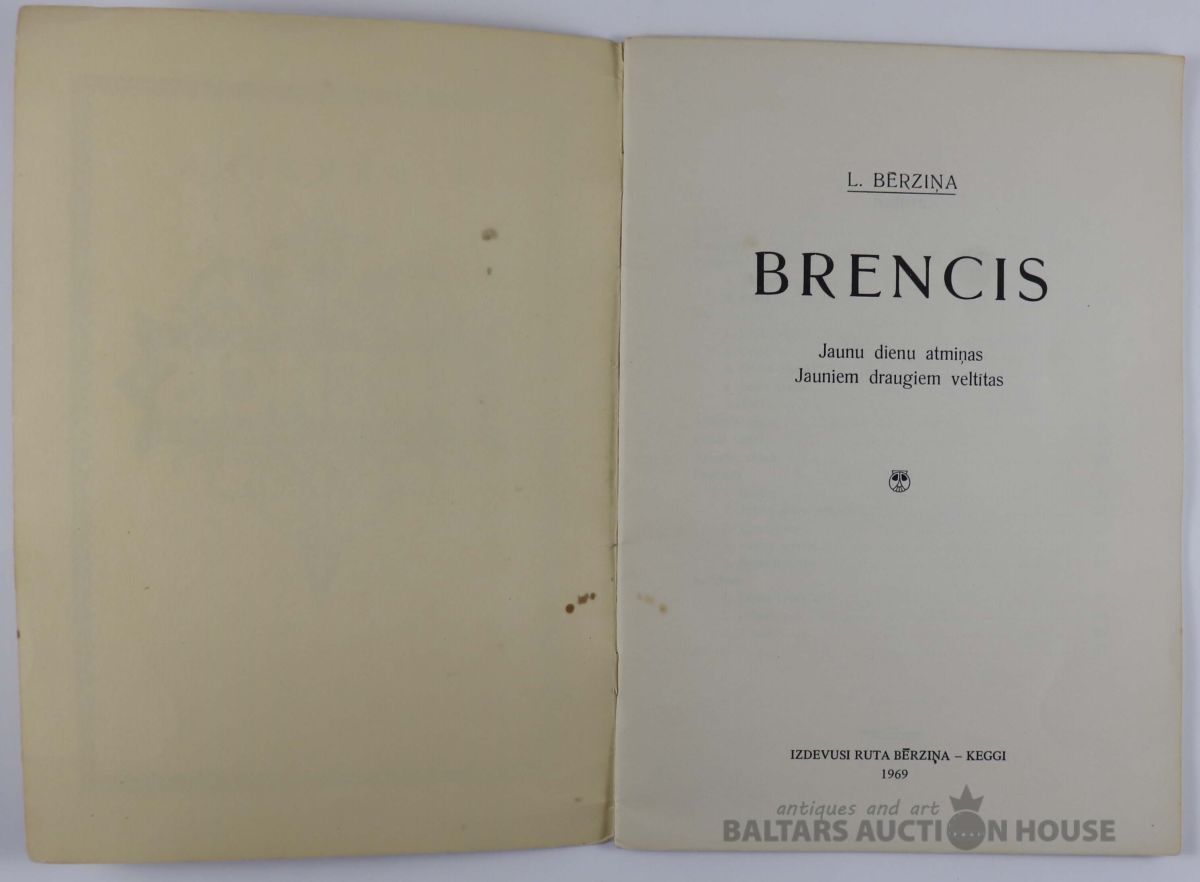 L. BĒRZIŅA
BRENCIS
Jaunu dienu atmiņas
Jauniem draugiem veltītas
IZDEVUSI RUTA BĒRZIŅA – KEGGI
1969
antiques and art
BALTARS AUCTION HOUSE